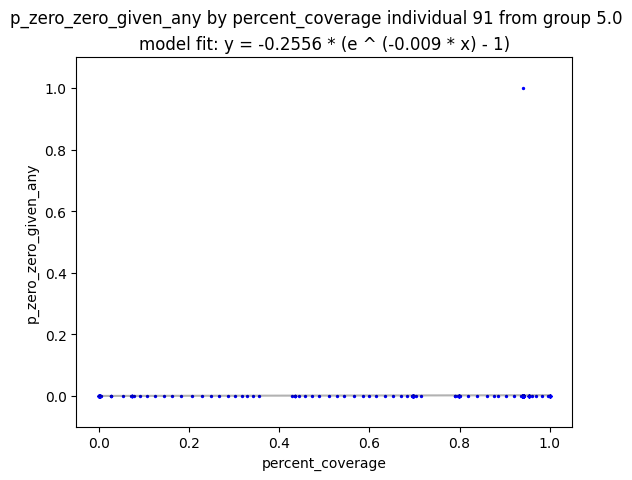 p_zero_zero_given_any by percent_coverage individual 91 from group 5.0
model fit: y = -0.2556 * (e ^ (-0.009 * x) - 1)
1.0
0.8
0.6
0.4
0.2
0.0
p_zero_zero_given_any
0.0 0.2 0.4 0.6 0.8 1.0
percent_coverage